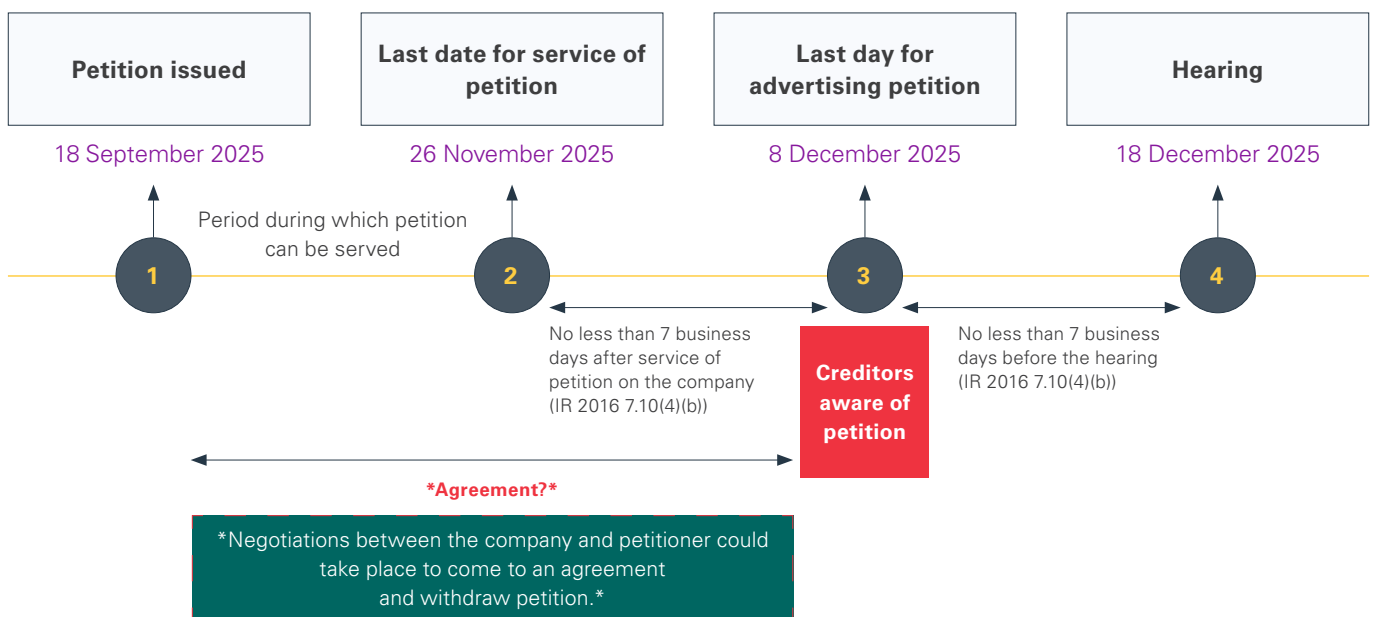 Petition issued
Last date for service of
petition
Last day for
advertising petition
Hearing
18 September 2025
26 November 2025
8 December 2025
18 December 2025
Period during which petition
can be served
1
2
3
4
No less than 7 business
days after service of
petition on the company
(IR 2016 7.10(4)(b))
Creditors
aware of
petition
No less than 7 business
days before the hearing
(IR 2016 7.10(4)(b))
*Agreement?*
*Negotiations between the company and petitioner could
take place to come to an agreement
and withdraw petition.*